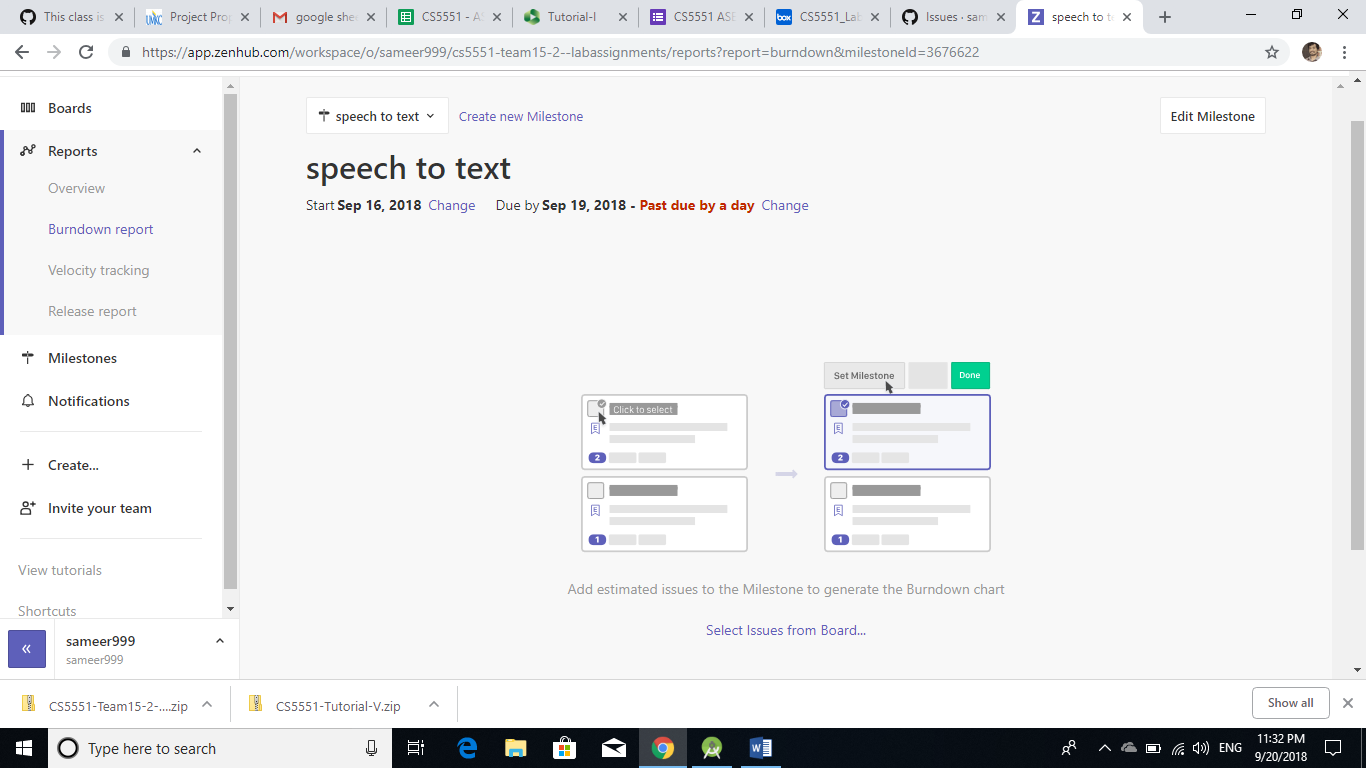 This class is
Project Prop
google shee
CS5551 - AS
Tutorial-I
CS5551 ASE
CS5551_Lab
Issues · sam
speech to te
https://app.zenhub.com/workspace/o/sameer999/cs5551-team15-2--labassignments/reports?report=burndown&milestoneId=3676622
Boards
Reports
Overview
Burndown report
Velocity tracking
Release report
Milestones
Notifications
Create...
Invite your team
View tutorials
Shortcuts
sameer999
sameer999
speech to text
Create new Milestone
Edit Milestone
speech to text
Start Sep 16, 2018 Change Due by Sep 19, 2018 - Past due by a day Change
Set Milestone
Done
Click to select
E
2
E
1
E
2
E
1
Add estimated issues to the Milestone to generate the Burndown chart
Select Issues from Board...
CS5551-Team15-2-....zip
CS5551-Tutorial-V.zip
Show all
Type here to search
ENG
11:32 PM
9/20/2018